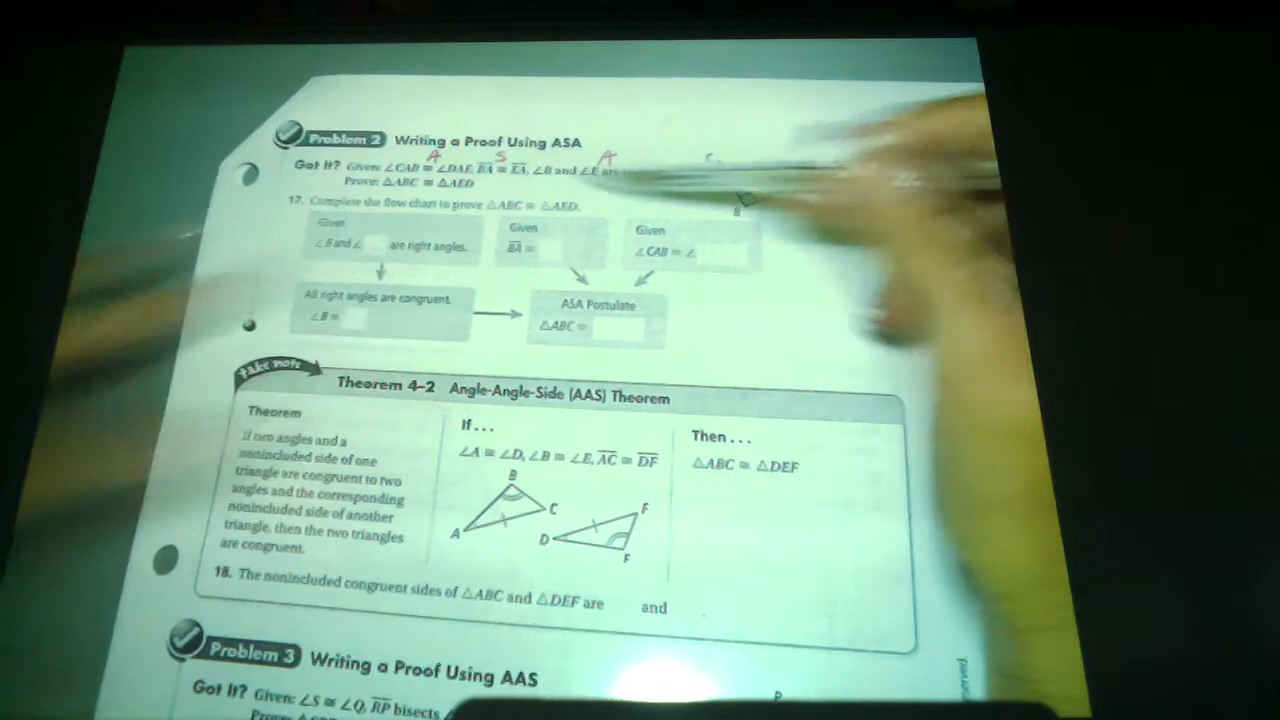 Problem 2 Writing a Proof Using ASA
A S A
Got It? Given: ∠CAB ≅ ∠DAE, BA ≅ EA, ∠B and ∠E are
Prove: △ABC ≅ △AED
17. Complete the flow chart to prove △ABC ≅ △AED.
Given
∠B and ∠ are right angles.
Given
BA ≅
Given
∠CAB ≅ ∠
All right angles are congruent.
∠B ≅
ASA Postulate
△ABC ≅
B
take note
Theorem 4–2 Angle-Angle-Side (AAS) Theorem
Theorem
If two angles and a
nonincluded side of one
triangle are congruent to two
angles and the corresponding
nonincluded side of another
triangle, then the two triangles
are congruent.
If . . .
∠A ≅ ∠D, ∠B ≅ ∠E, AC ≅ DF
B
A
C
D
F
Then . . .
△ABC ≅ △DEF
18. The nonincluded congruent sides of △ABC and △DEF are and .
Problem 3 Writing a Proof Using AAS
Got It? Given: ∠S ≅ ∠Q, RP bisects
Prove: